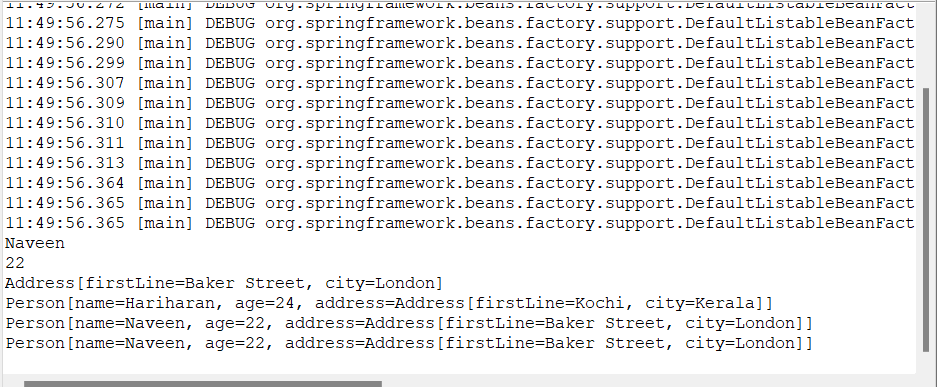 11:49:56.272 [main] DEBUG org.springframework.beans.factory.support.DefaultListableBeanFact
11:49:56.275 [main] DEBUG org.springframework.beans.factory.support.DefaultListableBeanFact
11:49:56.290 [main] DEBUG org.springframework.beans.factory.support.DefaultListableBeanFact
11:49:56.299 [main] DEBUG org.springframework.beans.factory.support.DefaultListableBeanFact
11:49:56.307 [main] DEBUG org.springframework.beans.factory.support.DefaultListableBeanFact
11:49:56.309 [main] DEBUG org.springframework.beans.factory.support.DefaultListableBeanFact
11:49:56.310 [main] DEBUG org.springframework.beans.factory.support.DefaultListableBeanFact
11:49:56.311 [main] DEBUG org.springframework.beans.factory.support.DefaultListableBeanFact
11:49:56.313 [main] DEBUG org.springframework.beans.factory.support.DefaultListableBeanFact
11:49:56.364 [main] DEBUG org.springframework.beans.factory.support.DefaultListableBeanFact
11:49:56.365 [main] DEBUG org.springframework.beans.factory.support.DefaultListableBeanFact
11:49:56.365 [main] DEBUG org.springframework.beans.factory.support.DefaultListableBeanFact
Naveen
22
Address[firstLine=Baker Street, city=London]
Person[name=Hariharan, age=24, address=Address[firstLine=Kochi, city=Kerala]]
Person[name=Naveen, age=22, address=Address[firstLine=Baker Street, city=London]]
Person[name=Naveen, age=22, address=Address[firstLine=Baker Street, city=London]]